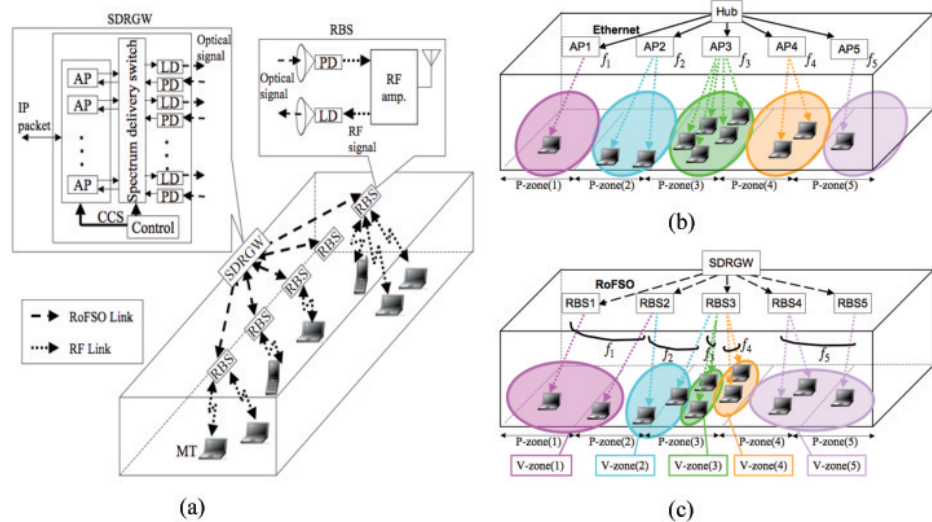 SDRGW
Optical
signal
AP
AP
AP
IP
packet
Spectrum delivery switch
LD
PD
LD
PD
LD
PD
CCS
Control
RBS
Optical
signal
PD
LD
RF
amp.
RF
signal
SDRGW
RBS
RBS
RBS
RBS
RBS
MT
RoFSO Link
RF Link
(a)
Hub
Ethernet
AP1 AP2 AP3 AP4 AP5
f1 f2 f3 f4 f5
P-zone(1) P-zone(2) P-zone(3) P-zone(4) P-zone(5)
(b)
SDRGW
RoFSO
RBS1 RBS2 RBS3 RBS4 RBS5
f1 f2 f3 f4 f5
P-zone(1) P-zone(2) P-zone(3) P-zone(4) P-zone(5)
V-zone(1) V-zone(2) V-zone(3) V-zone(4) V-zone(5)
(c)